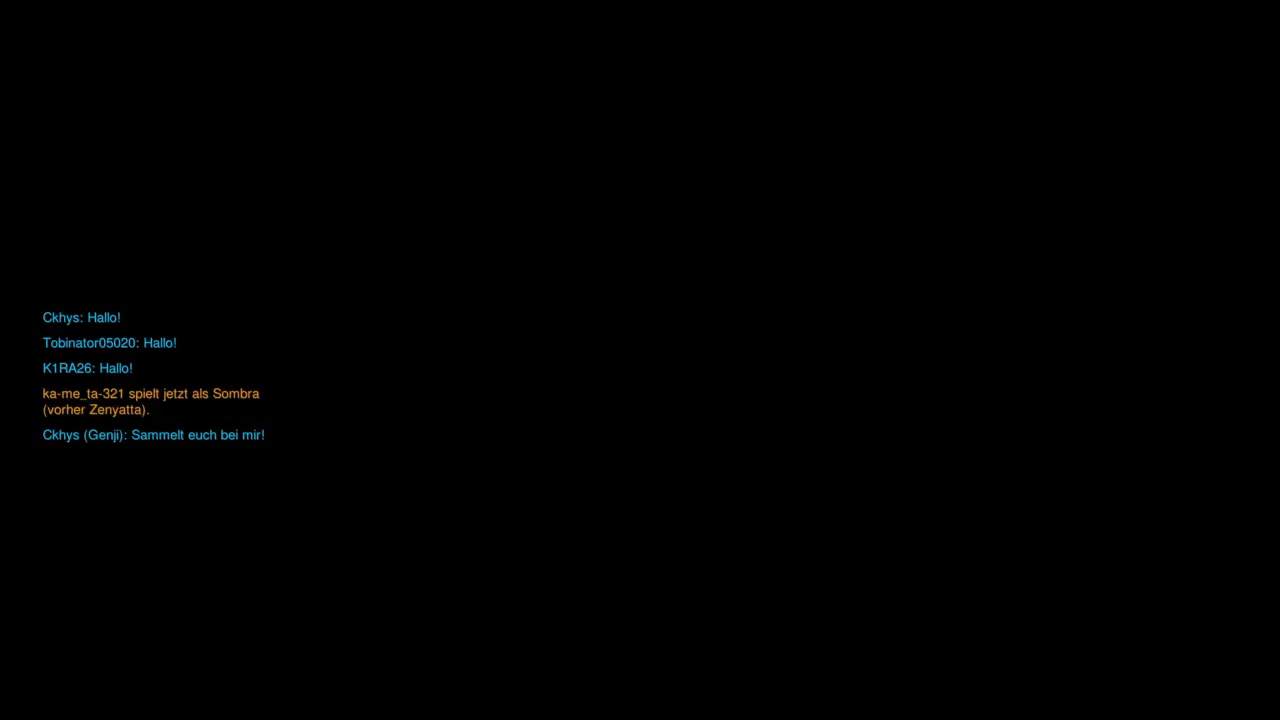 Ckhys: Hallo!
Tobinator05020: Hallo!
K1RA26: Hallo!
ka-me_ta-321 spielt jetzt als Sombra
(vorher Zenyatta).
Ckhys (Genji): Sammelt euch bei mir!